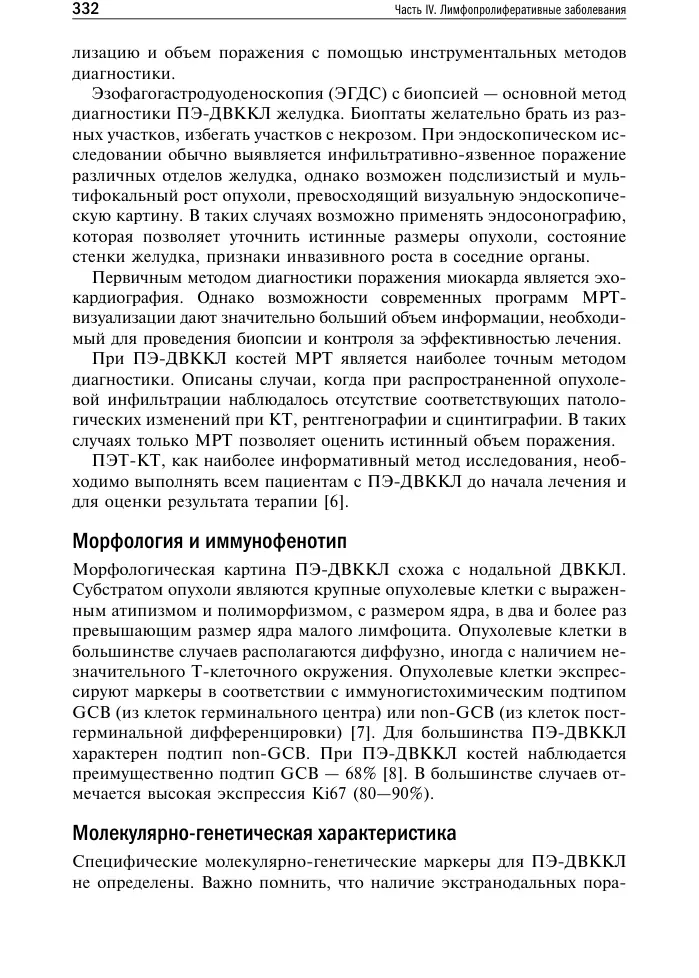 332
Часть IV. Лимфопролиферативные заболевания
лизацию и объем поражения с помощью инструментальных методов
диагностики.
Эзофагогастродуоденоскопия (ЭГДС) с биопсией — основной метод
диагностики ПЭ-ДВККЛ желудка. Биоптаты желательно брать из раз-
ных участков, избегать участков с некрозом. При эндоскопическом ис-
следовании обычно выявляется инфильтративно-язвенное поражение
различных отделов желудка, однако возможен подслизистый и муль-
тифокальный рост опухоли, превосходящий визуальную эндоскопиче-
скую картину. В таких случаях возможно применять эндосонографию,
которая позволяет уточнить истинные размеры опухоли, состояние
стенки желудка, признаки инвазивного роста в соседние органы.
Первичным методом диагностики поражения миокарда является эхо-
кардиография. Однако возможности современных программ МРТ-
визуализации дают значительно больший объем информации, необходи-
мый для проведения биопсии и контроля за эффективностью лечения.
При ПЭ-ДВККЛ костей МРТ является наиболее точным методом
диагностики. Описаны случаи, когда при распространенной опухоле-
вой инфильтрации наблюдалось отсутствие соответствующих патоло-
гических изменений при КТ, рентгенографии и сцинтиграфии. В таких
случаях только МРТ позволяет оценить истинный объем поражения.
ПЭТ-КТ, как наиболее информативный метод исследования, необ-
ходимо выполнять всем пациентам с ПЭ-ДВККЛ до начала лечения и
для оценки результата терапии [6].
Морфология и иммунофенотип
Морфологическая картина ПЭ-ДВККЛ схожа с нодальной ДВККЛ.
Субстратом опухоли являются крупные опухолевые клетки с выражен-
ным атипизмом и полиморфизмом, с размером ядра, в два и более раз
превышающим размер ядра малого лимфоцита. Опухолевые клетки в
большинстве случаев располагаются диффузно, иногда с наличием не-
значительного Т-клеточного окружения. Опухолевые клетки экспрес-
сируют маркеры в соответствии с иммуногистохимическим подтипом
GCB (из клеток герминального центра) или non-GCB (из клеток пост-
герминальной дифференцировки) [7]. Для большинства ПЭ-ДВККЛ
характерен подтип non-GCB. При ПЭ-ДВККЛ костей наблюдается
преимущественно подтип GCB — 68% [8]. В большинстве случаев от-
мечается высокая экспрессия Ki67 (80—90%).
Молекулярно-генетическая характеристика
Специфические молекулярно-генетические маркеры для ПЭ-ДВККЛ
не определены. Важно помнить, что наличие экстранодальных пора-